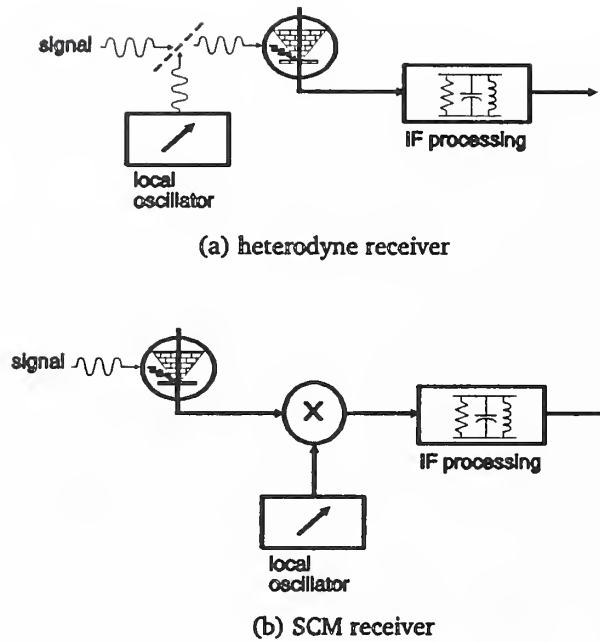 signal
local
oscillator
IF processing
(a) heterodyne receiver
signal
X
local
oscillator
IF processing
(b) SCM receiver